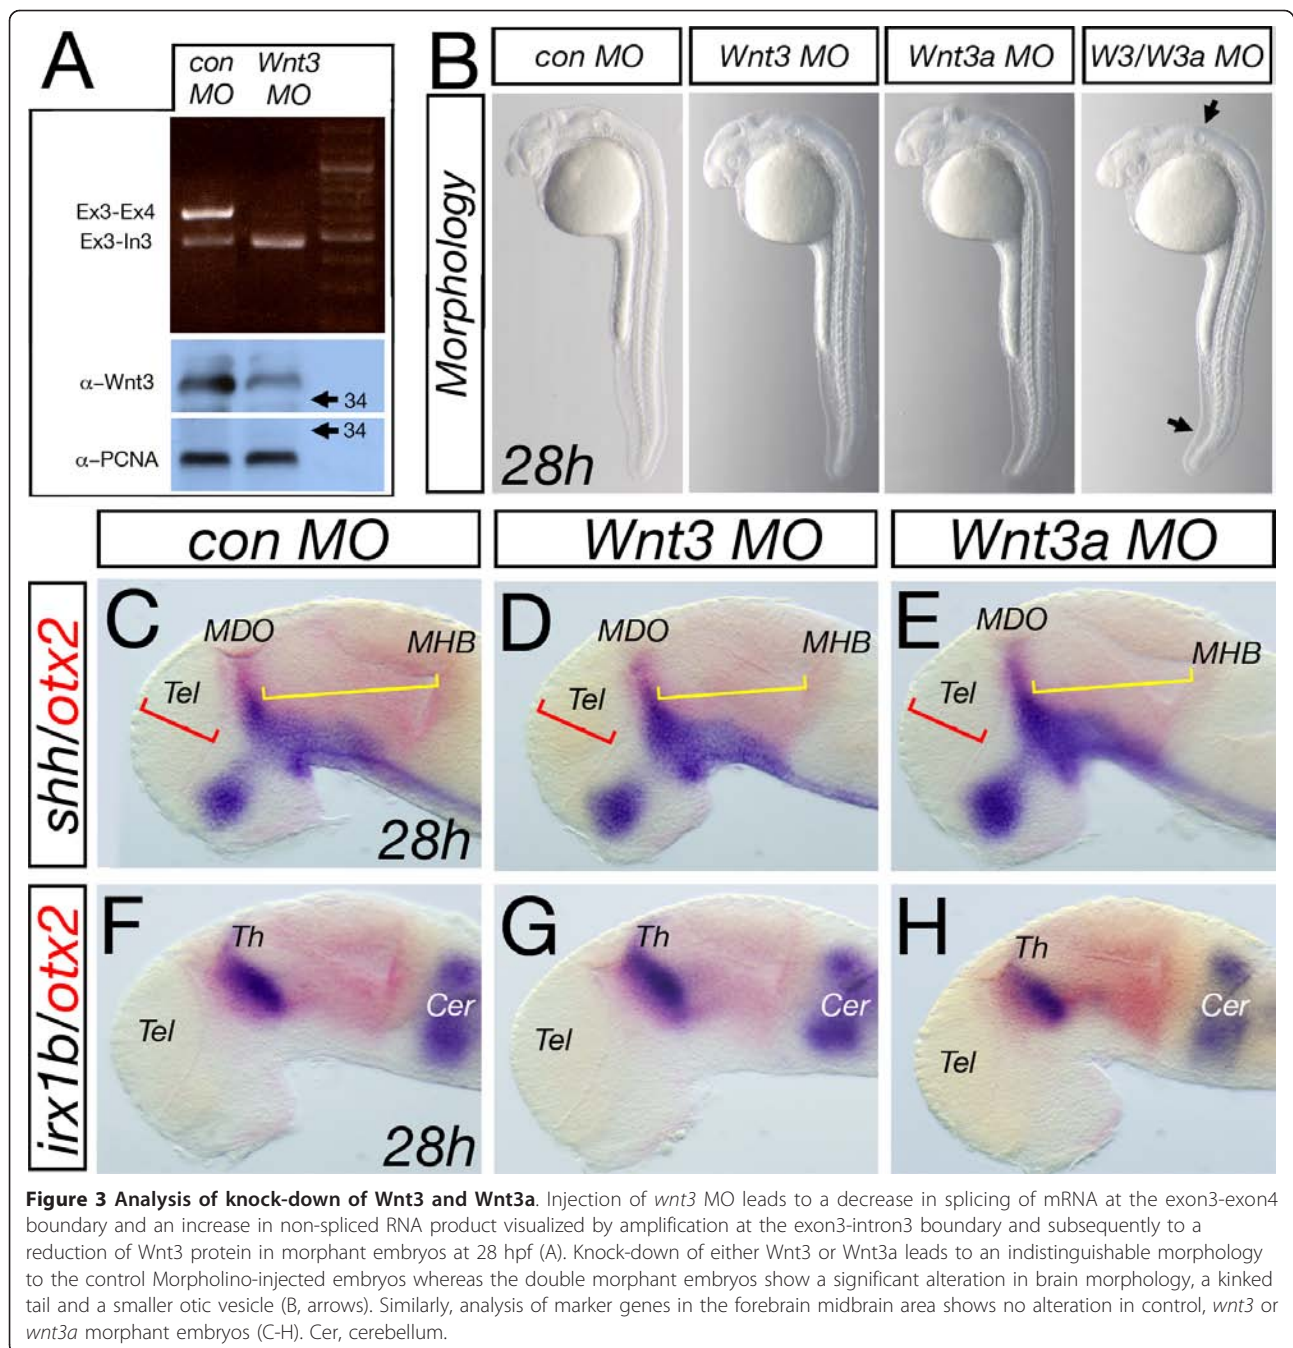 A
con MO
Wnt3 MO
Ex3-Ex4
Ex3-In3
α–Wnt3
34
34
α–PCNA
B
con MO
Wnt3 MO
Wnt3a MO
W3/W3a MO
Morphology
28h
con MO
Wnt3 MO
Wnt3a MO
shh/otx2
C
MDO
MHB
Tel
28h
D
MDO
MHB
Tel
E
MDO
MHB
Tel
irx1b/otx2
F
Th
Cer
Tel
28h
G
Th
Cer
Tel
H
Th
Cer
Tel
Figure 3 Analysis of knock-down of Wnt3 and Wnt3a. Injection of wnt3 MO leads to a decrease in splicing of mRNA at the exon3-exon4
boundary and an increase in non-spliced RNA product visualized by amplification at the exon3-intron3 boundary and subsequently to a
reduction of Wnt3 protein in morphant embryos at 28 hpf (A). Knock-down of either Wnt3 or Wnt3a leads to an indistinguishable morphology
to the control Morpholino-injected embryos whereas the double morphant embryos show a significant alteration in brain morphology, a kinked
tail and a smaller otic vesicle (B, arrows). Similarly, analysis of marker genes in the forebrain midbrain area shows no alteration in control, wnt3 or
wnt3a morphant embryos (C-H). Cer, cerebellum.